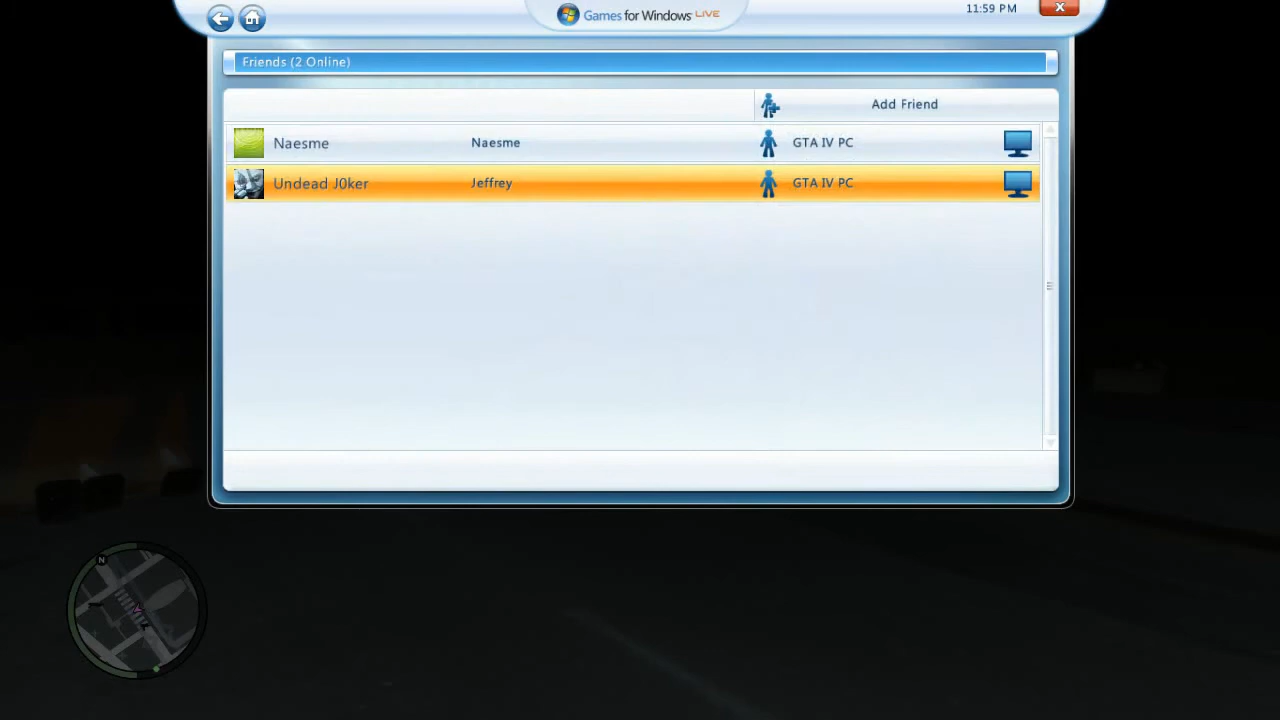 Games for Windows LIVE
11:59 PM
X
Friends (2 Online)
Add Friend
Naesme Naesme GTA IV PC
Undead J0ker Jeffrey GTA IV PC
N